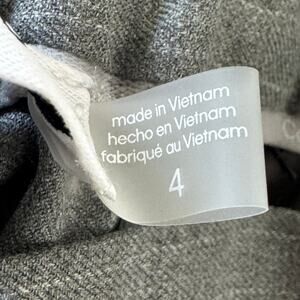 made in Vietnam
hecho en Vietnam
fabriqué au Vietnam
4